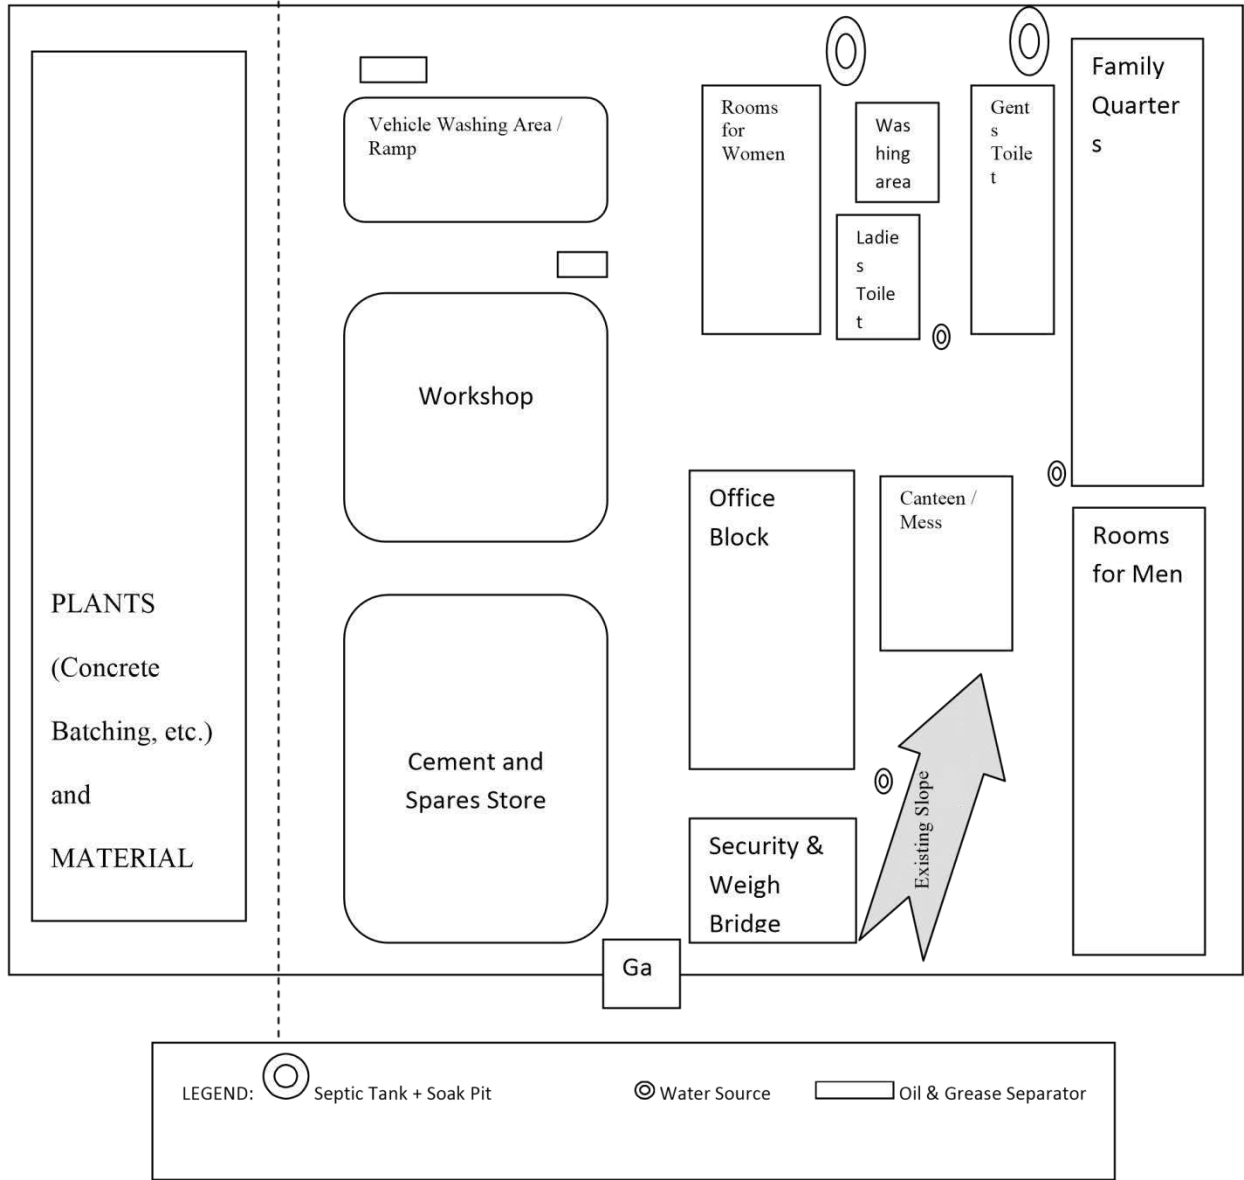 Vehicle Washing Area /
Ramp
Rooms
for
Women
Was
hing
area
Gent
s
Toile
t
Family
Quarter
s
Ladie
s
Toile
t
Workshop
Office
Block
Canteen /
Mess
Rooms
for Men
PLANTS
(Concrete
Batching, etc.)
and
MATERIAL
Cement and
Spares Store
Security &
Weigh
Bridge
Existing Slope
Ga
LEGEND:
Septic Tank + Soak Pit
Water Source
Oil & Grease Separator